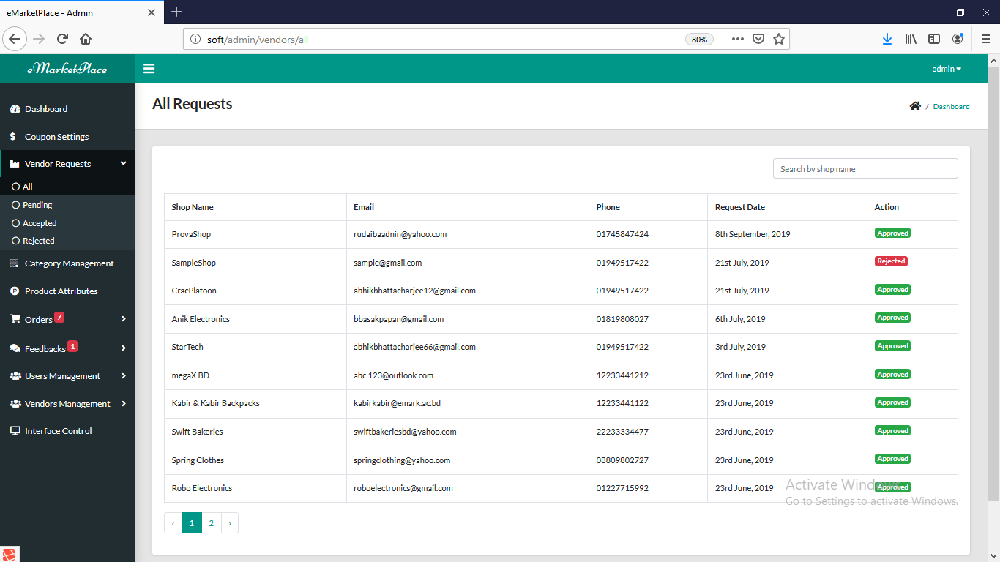 eMarketPlace - Admin
soft/admin/vendors/all
80%
eMarketPlace
admin
All Requests
/ Dashboard
Dashboard
Coupon Settings
Vendor Requests
All
Pending
Accepted
Rejected
Category Management
Product Attributes
Orders 7
Feedbacks 1
Users Management
Vendors Management
Interface Control
Search by shop name
Shop Name Email Phone Request Date Action
ProvaShop rudaibaadnin@yahoo.com 01745847424 8th September, 2019 Approved
SampleShop sample@gmail.com 01949517422 21st July, 2019 Rejected
CracPlatoon abhikbhattacharjee12@gmail.com 01949517422 21st July, 2019 Approved
Anik Electronics bbasakpapan@gmail.com 01819808027 6th July, 2019 Approved
StarTech abhikbhattacharjee66@gmail.com 01949517422 3rd July, 2019 Approved
megaX BD abc.123@outlook.com 12233441212 23rd June, 2019 Approved
Kabir & Kabir Backpacks kabirkabir@emark.ac.bd 12233441122 23rd June, 2019 Approved
Swift Bakeries swiftbakeriesbd@yahoo.com 22233334477 23rd June, 2019 Approved
Spring Clothes springclothing@yahoo.com 08809802727 23rd June, 2019 Approved
Robo Electronics roboelectronics@gmail.com 01227715992 23rd June, 2019 Approved
Activate Windows
Go to Settings to activate Windows.
‹ 1 2 ›